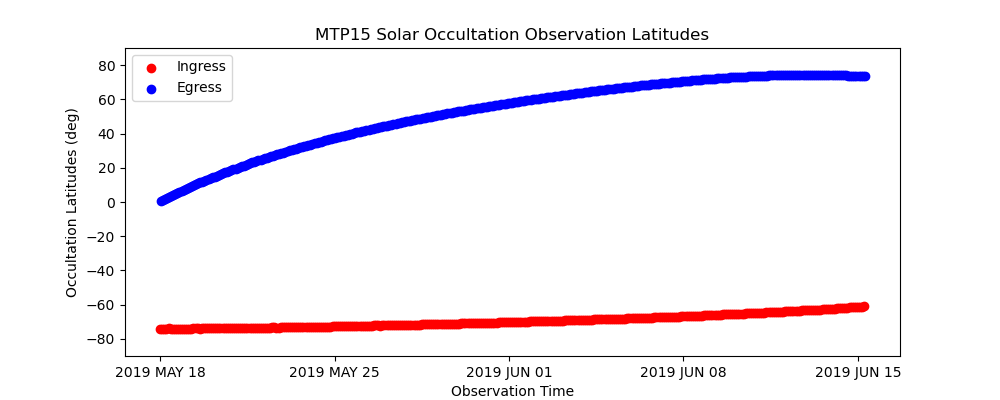 MTP15 Solar Occultation Observation Latitudes
Ingress
Egress
Occultation Latitudes (deg)
80
60
40
20
0
−20
−40
−60
−80
2019 MAY 18
2019 MAY 25
2019 JUN 01
2019 JUN 08
2019 JUN 15
Observation Time